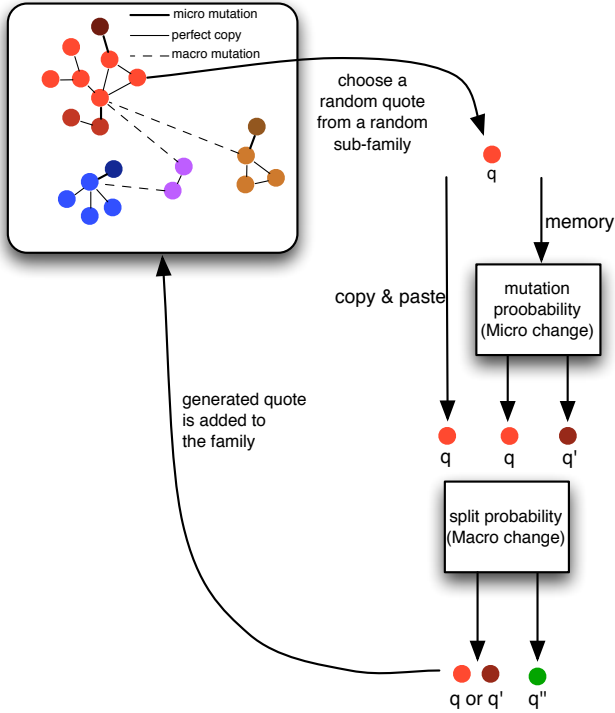 micro mutation
perfect copy
macro mutation
choose a
random quote
from a random
sub-family
q
memory
copy & paste
mutation
proobability
(Micro change)
generated quote
is added to
the family
q
q
q'
split probability
(Macro change)
q or q'
q''